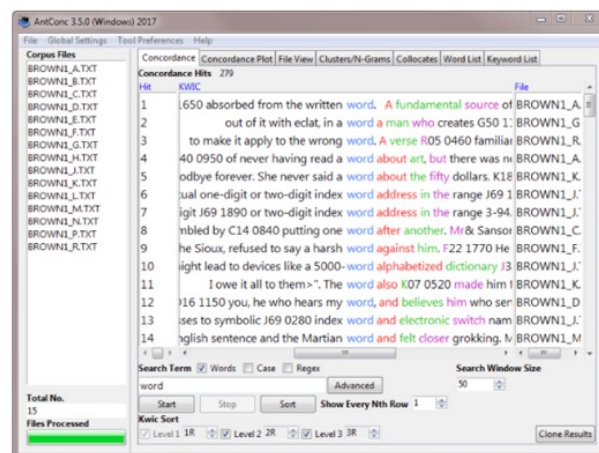 AntConc 3.5.0 (Windows) 2017
File Global Settings Tool Preferences Help
Corpus Files
BROWN1_A.TXT
BROWN1_B.TXT
BROWN1_C.TXT
BROWN1_D.TXT
BROWN1_E.TXT
BROWN1_F.TXT
BROWN1_G.TXT
BROWN1_H.TXT
BROWN1_J.TXT
BROWN1_K.TXT
BROWN1_L.TXT
BROWN1_M.TXT
BROWN1_N.TXT
BROWN1_P.TXT
BROWN1_R.TXT
Total No.
15
Files Processed
Concordance Concordance Plot File View Clusters/N-Grams Collocates Word List Keyword List
Concordance Hits 279
Hit KWIC File
1 1650 absorbed from the written word. A fundamental source of BROWN1_A.
2 out of it with eclat, in a word a man who creates G50 11 BROWN1_G
3 to make it apply to the wrong word. A verse R05 0460 familiar BROWN1_R.
4 40 0950 of never having read a word about art, but there was no BROWN1_A.
5 odbye forever. She never said a word about the fifty dollars. K18 BROWN1_K.
6 tual one-digit or two-digit index word address in the range J69 1 BROWN1_J.
7 igit J69 1890 or two-digit index word address in the range 3-94. BROWN1_J.
8 mbled by C14 0840 putting one word after another. Mr& Sanson BROWN1_C.
9 he Sioux, refused to say a harsh word against him. F22 1770 He BROWN1_F.
10 ight lead to devices like a 5000- word alphabetized dictionary J3 BROWN1_J.
11 I owe it all to them>". The word also K07 0520 made him f BROWN1_K.
12 016 1150 you, he who hears my word, and believes him who sen BROWN1_D
13 ses to symbolic J69 0280 index word and electronic switch nam BROWN1_J.
14 nglish sentence and the Martian word and felt closer grokking. M BROWN1_M
Search Term Words Case Regex Search Window Size
word Advanced 50
Start Stop Sort Show Every Nth Row 1
Kwic Sort
Level 1 1R Level 2 2R Level 3 3R Clone Results